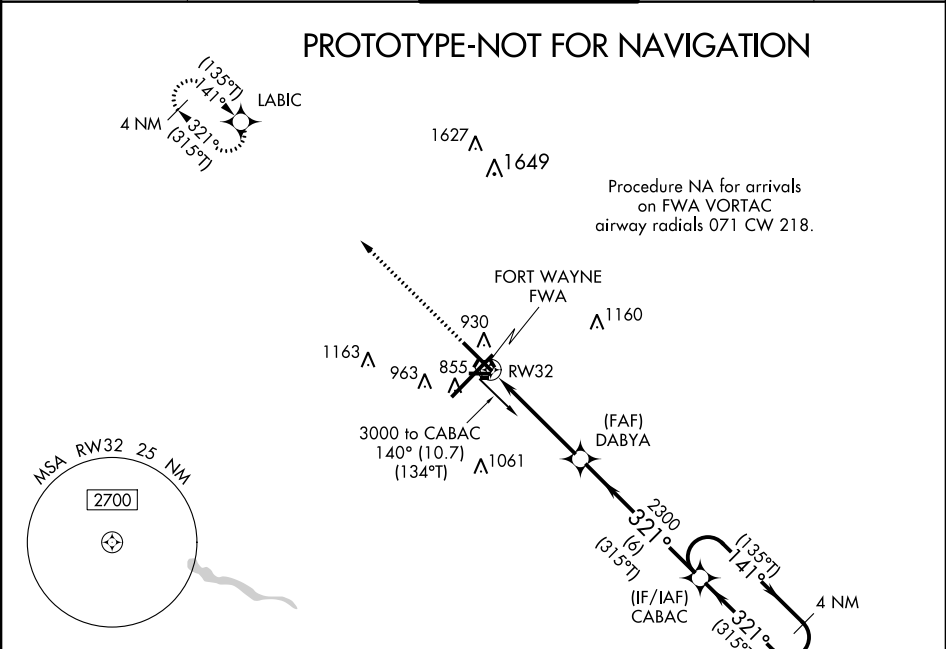 PROTOTYPE-NOT FOR NAVIGATION
(135°T)
141°
LABIC
4 NM
321°
(315°T)
1627
1649
Procedure NA for arrivals
on FWA VORTAC
airway radials 071 CW 218.
FORT WAYNE
FWA
930
1160
1163
963
855
RW32
3000 to CABAC
140° (10.7)
(134°T)
1061
(FAF)
DABYA
MSA RW32 25 NM
2700
2300
321°
(6)
(315°T)
(135°T)
141°
(IF/IAF)
CABAC
4 NM
321°